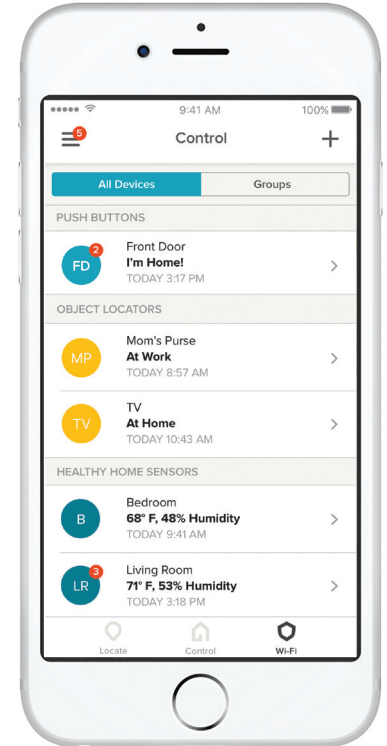 9:41 AM
100%
5
Control
All Devices
Groups
PUSH BUTTONS
FD
2
Front Door
I'm Home!
TODAY 3:17 PM
OBJECT LOCATORS
MP
Mom's Purse
At Work
TODAY 8:57 AM
TV
TV
At Home
TODAY 10:43 AM
HEALTHY HOME SENSORS
B
Bedroom
68° F, 48% Humidity
TODAY 9:41 AM
LR
3
Living Room
71° F, 53% Humidity
TODAY 3:18 PM
Locate
Control
Wi-Fi